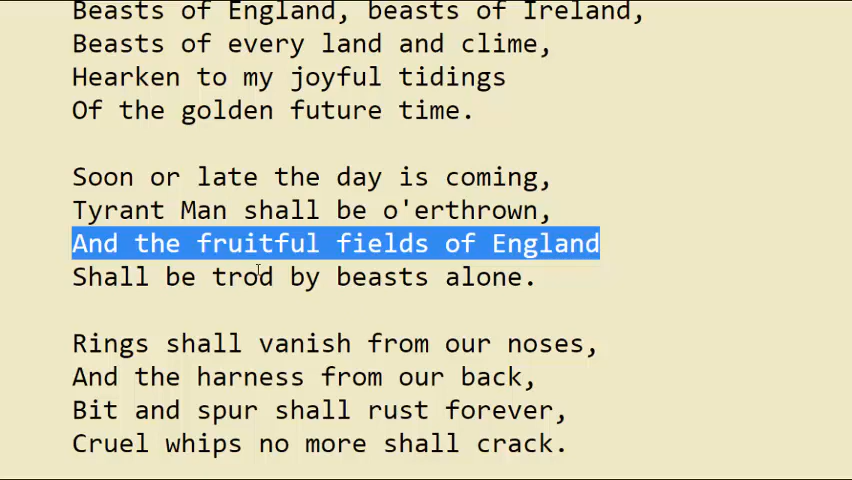 Beasts of England, beasts of Ireland,
Beasts of every land and clime,
Hearken to my joyful tidings
Of the golden future time.
Soon or late the day is coming,
Tyrant Man shall be o'erthrown,
And the fruitful fields of England
Shall be trod by beasts alone.
Rings shall vanish from our noses,
And the harness from our back,
Bit and spur shall rust forever,
Cruel whips no more shall crack.